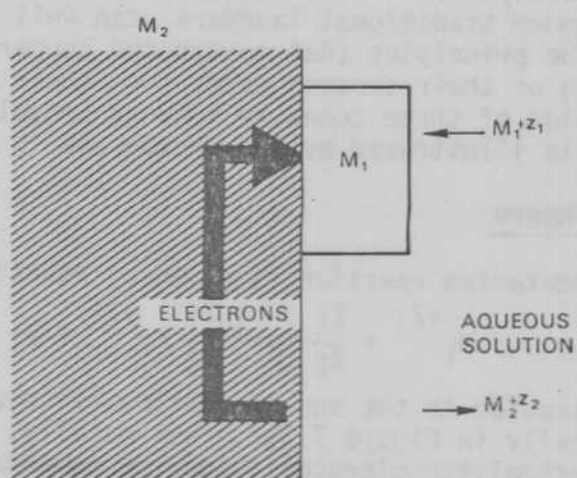 M₂
M₁⁺ᶻ¹
M₁
ELECTRONS
AQUEOUS
SOLUTION
M₂⁺ᶻ²